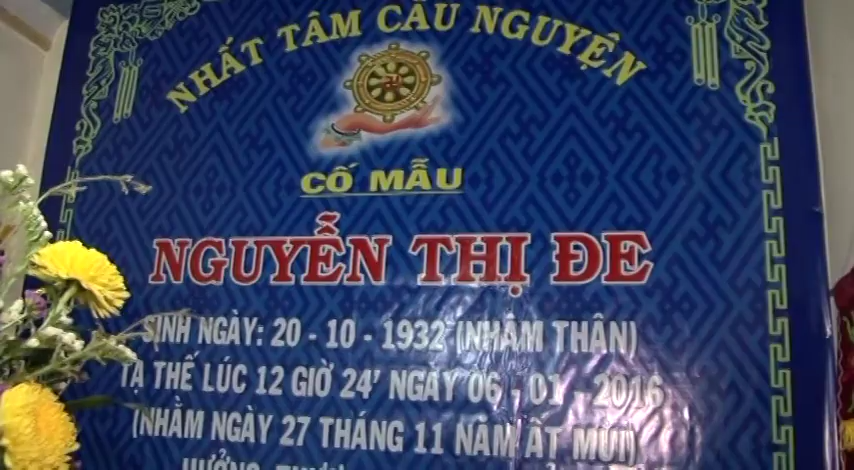 NHẤT TÂM CẦU NGUYỆN
CỐ MẪU
NGUYỄN THỊ ĐE
SINH NGÀY: 20 - 10 - 1932 (NHÂM THÂN)
TẠ THẾ LÚC 12 GIỜ 24' NGÀY 06 - 01 - 2016
(NHẰM NGÀY 27 THÁNG 11 NĂM ẤT MÙI)
HƯỞNG